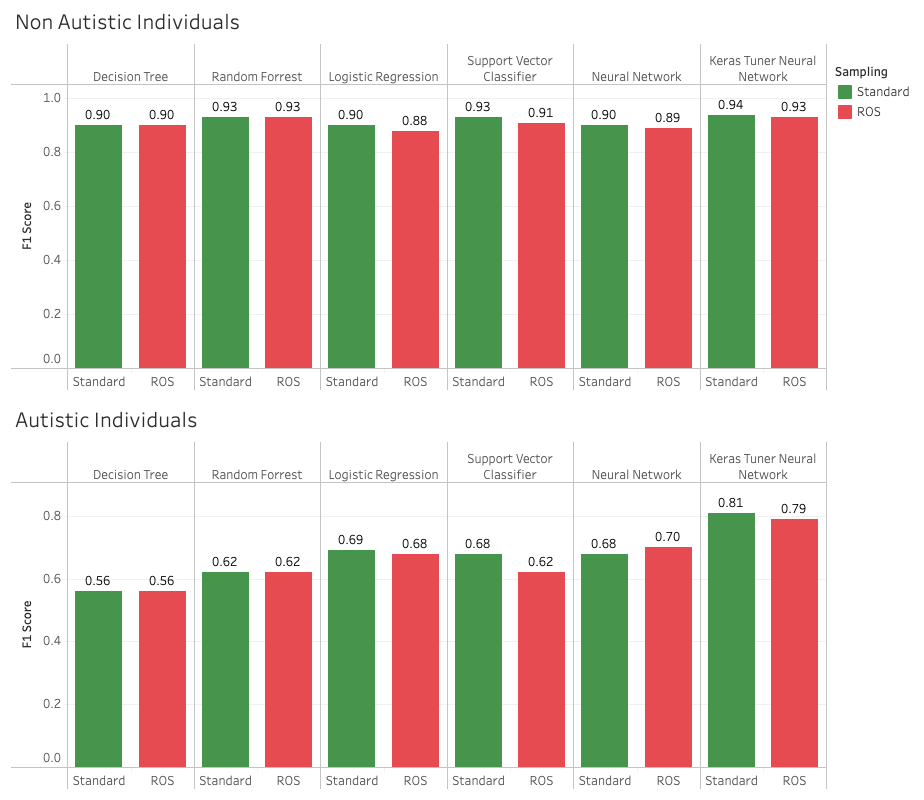 Non Autistic Individuals
Decision Tree
Random Forrest
Logistic Regression
Support Vector
Classifier
Neural Network
Keras Tuner Neural
Network
Sampling
Standard
ROS
F1 Score
1.0
0.8
0.6
0.4
0.2
0.0
0.90
0.90
0.93
0.93
0.90
0.88
0.93
0.91
0.90
0.89
0.94
0.93
Standard
ROS
Standard
ROS
Standard
ROS
Standard
ROS
Standard
ROS
Standard
ROS
Autistic Individuals
Decision Tree
Random Forrest
Logistic Regression
Support Vector
Classifier
Neural Network
Keras Tuner Neural
Network
F1 Score
0.8
0.6
0.4
0.2
0.0
0.56
0.56
0.62
0.62
0.69
0.68
0.68
0.62
0.68
0.70
0.81
0.79
Standard
ROS
Standard
ROS
Standard
ROS
Standard
ROS
Standard
ROS
Standard
ROS